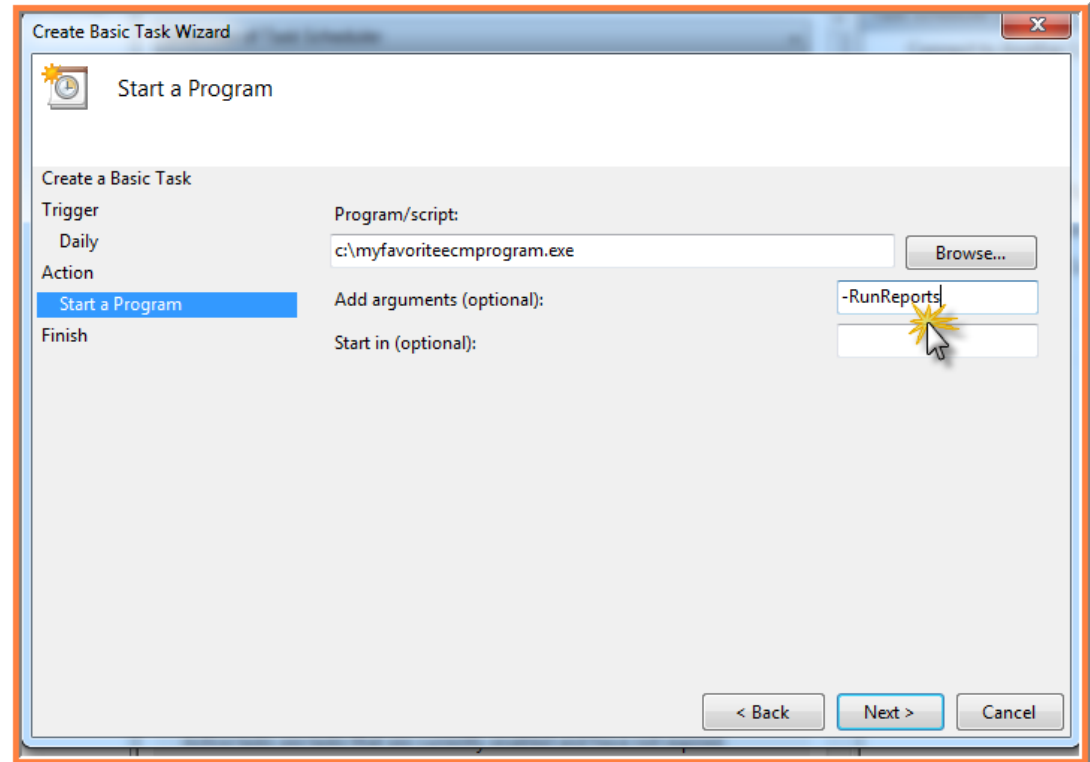 Create Basic Task Wizard
Start a Program
Create a Basic Task
Trigger
Daily
Action
Start a Program
Finish
Program/script:
c:\myfavoriteecmprogram.exe
Browse...
Add arguments (optional):
-RunReports
Start in (optional):
< Back
Next >
Cancel